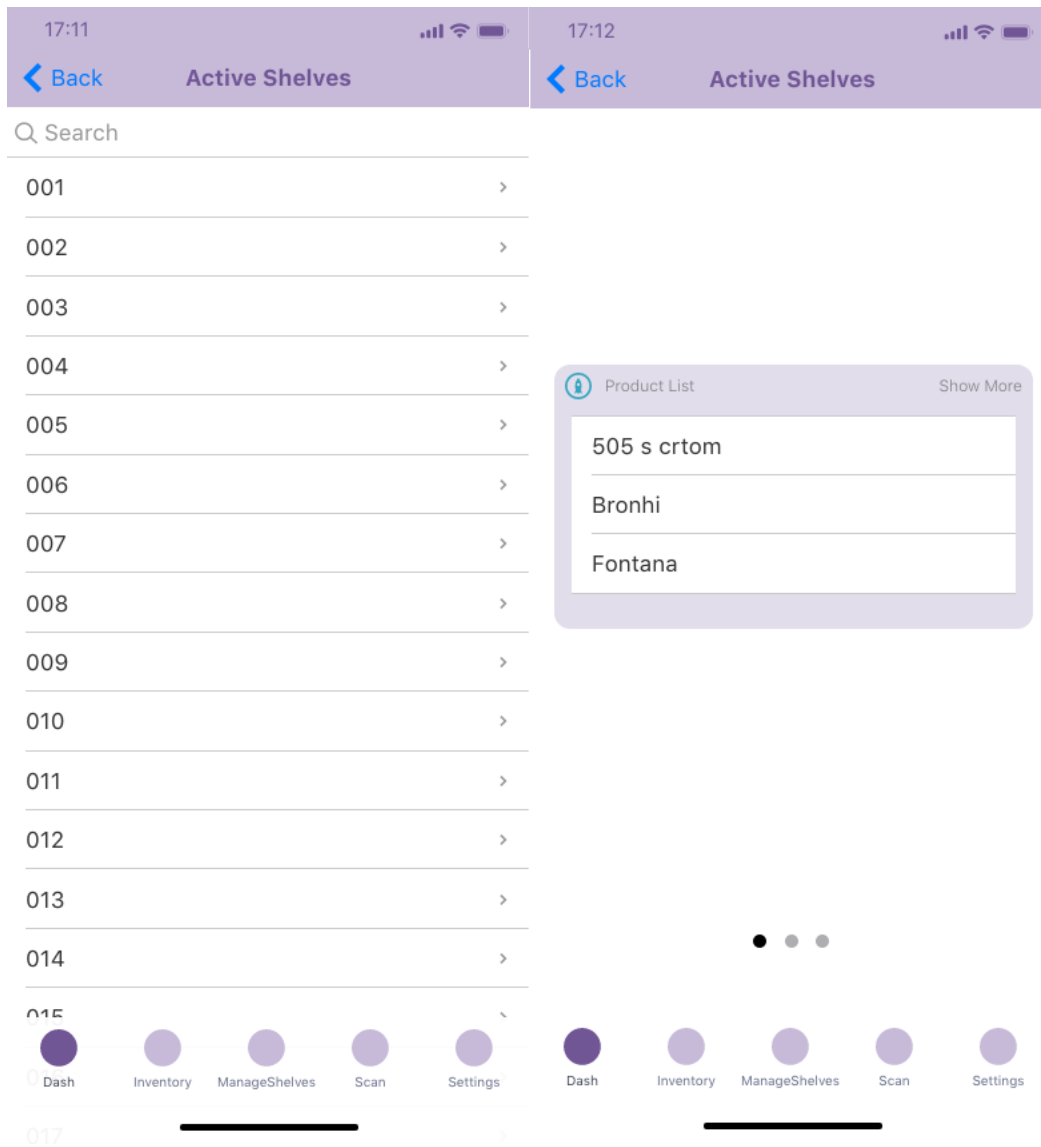 17:11
Back
Active Shelves
Search
001
002
003
004
005
006
007
008
009
010
011
012
013
014
015
016
017
Dash
Inventory
ManageShelves
Scan
Settings
17:12
Back
Active Shelves
Product List
Show More
505 s crtom
Bronhi
Fontana
Dash
Inventory
ManageShelves
Scan
Settings